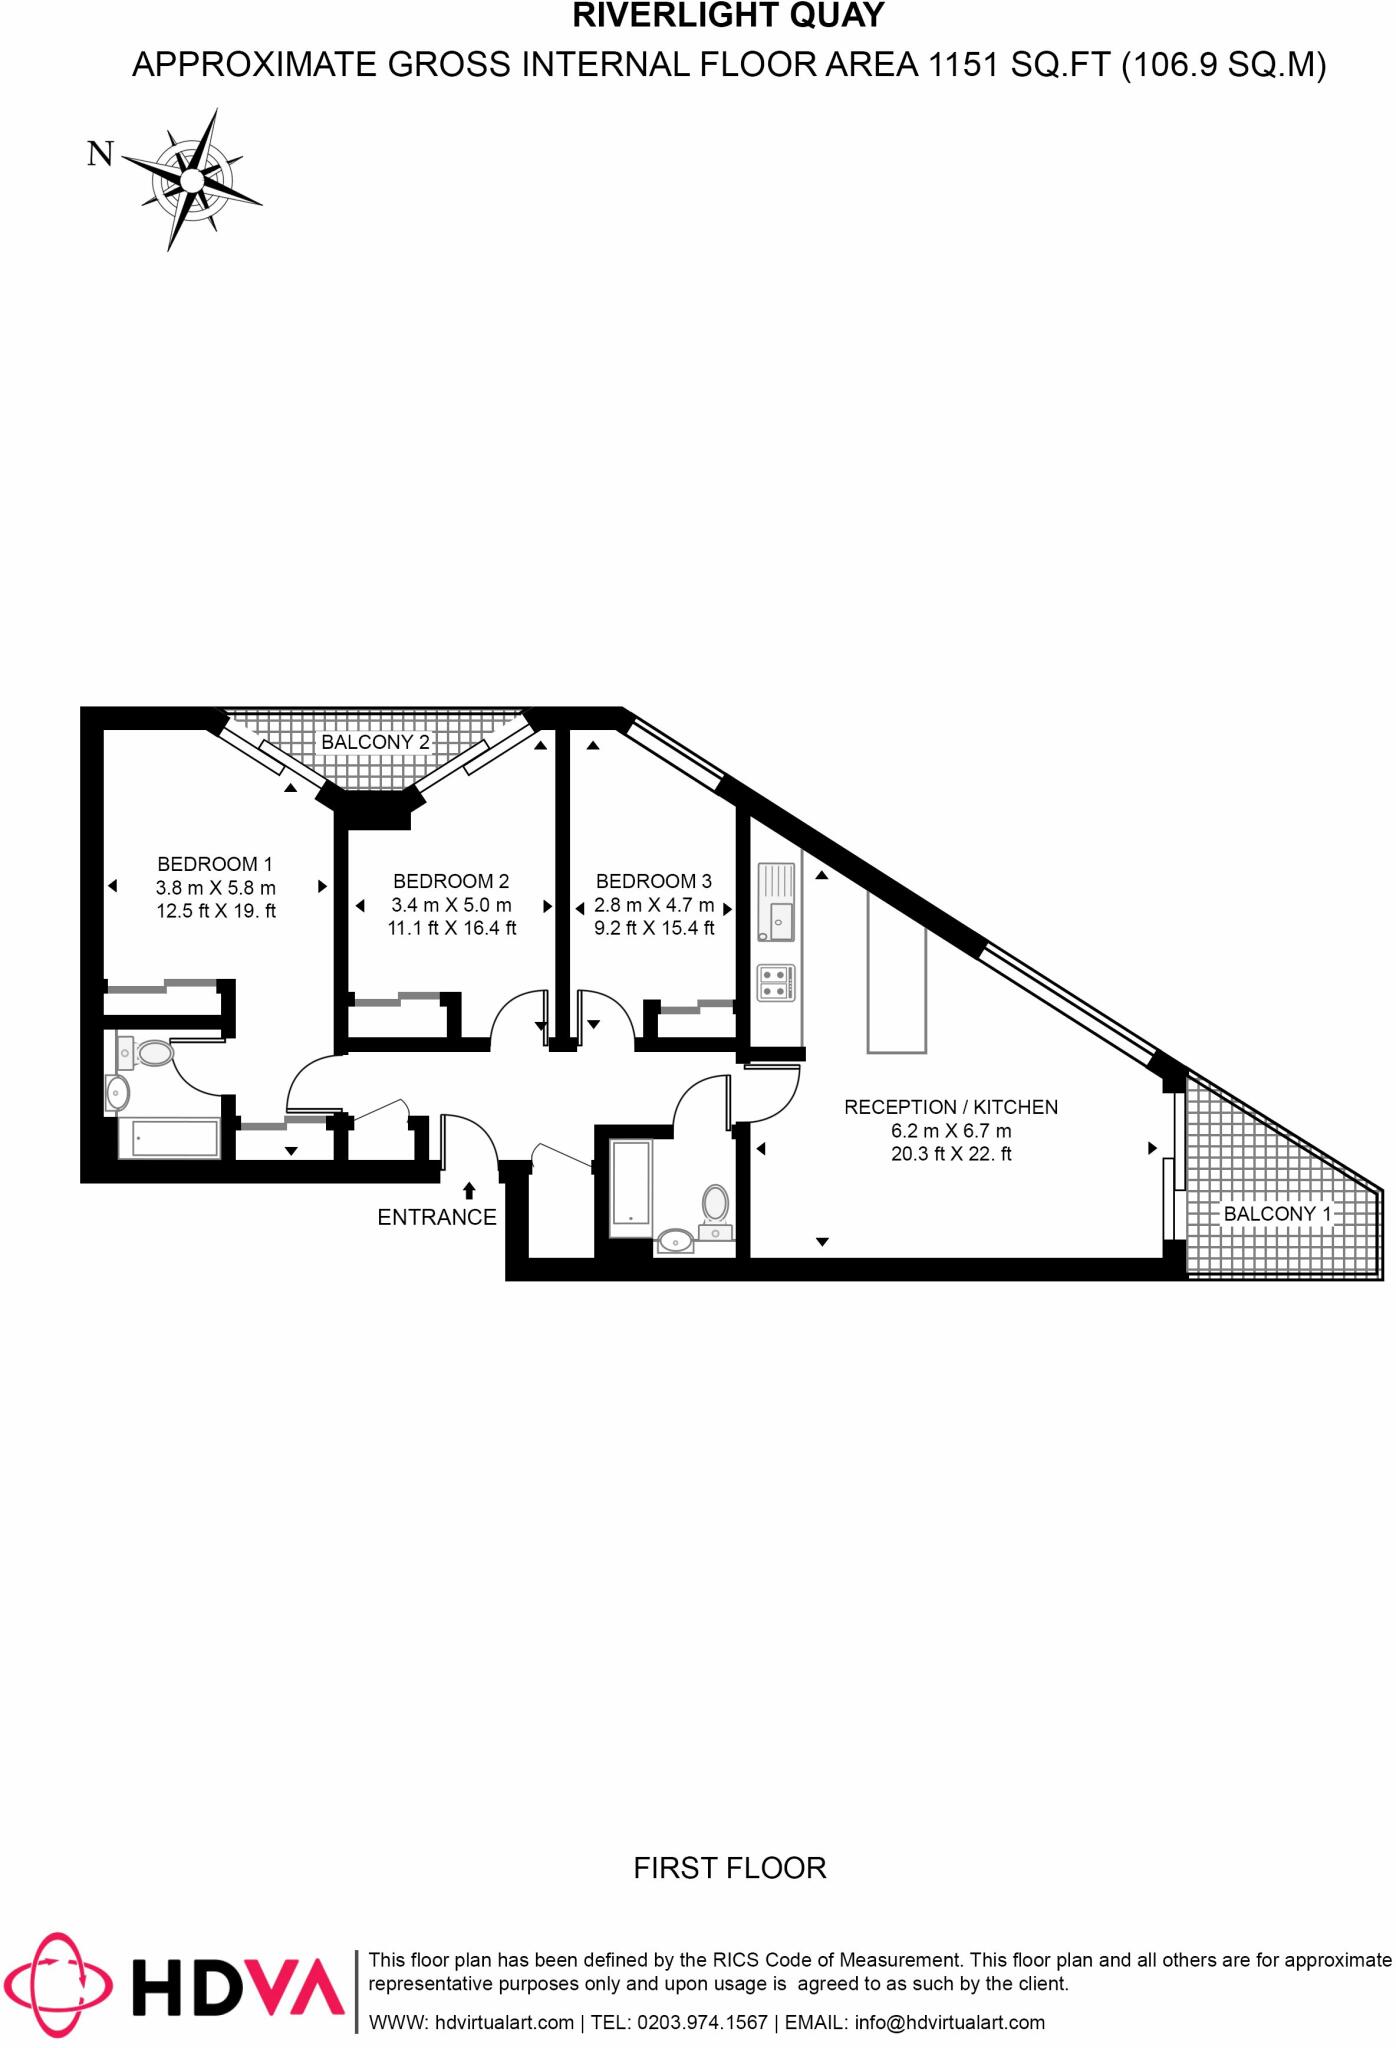 RIVERLIGHT QUAY
APPROXIMATE GROSS INTERNAL FLOOR AREA 1151 SQ.FT (106.9 SQ.M)
N
BALCONY 2
BEDROOM 1
3.8 m X 5.8 m
12.5 ft X 19. ft
BEDROOM 2
3.4 m X 5.0 m
11.1 ft X 16.4 ft
BEDROOM 3
2.8 m X 4.7 m
9.2 ft X 15.4 ft
RECEPTION / KITCHEN
6.2 m X 6.7 m
20.3 ft X 22. ft
BALCONY 1
ENTRANCE
FIRST FLOOR
HDVA
This floor plan has been defined by the RICS Code of Measurement. This floor plan and all others are for approximate
representative purposes only and upon usage is  agreed to as such by the client.
WWW: hdvirtualart.com | TEL: 0203.974.1567 | EMAIL: info@hdvirtualart.com